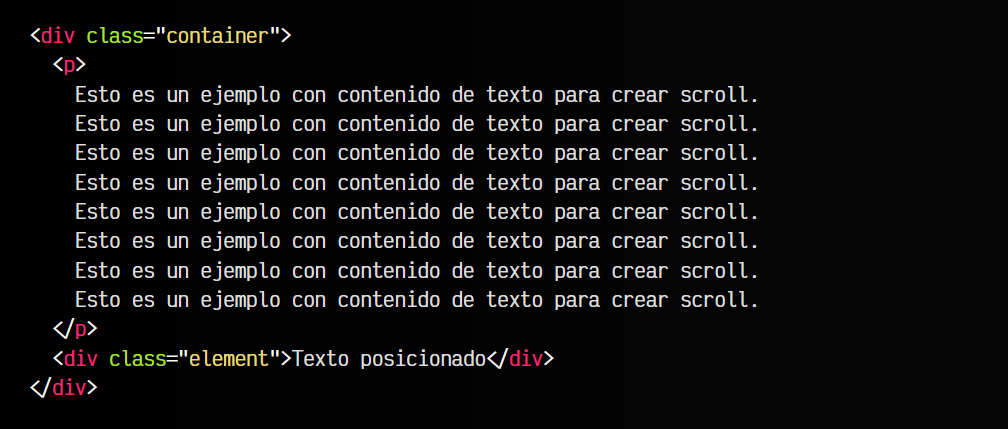 <div class="container">
  <p>
    Esto es un ejemplo con contenido de texto para crear scroll.
    Esto es un ejemplo con contenido de texto para crear scroll.
    Esto es un ejemplo con contenido de texto para crear scroll.
    Esto es un ejemplo con contenido de texto para crear scroll.
    Esto es un ejemplo con contenido de texto para crear scroll.
    Esto es un ejemplo con contenido de texto para crear scroll.
    Esto es un ejemplo con contenido de texto para crear scroll.
    Esto es un ejemplo con contenido de texto para crear scroll.
  </p>
  <div class="element">Texto posicionado</div>
</div>